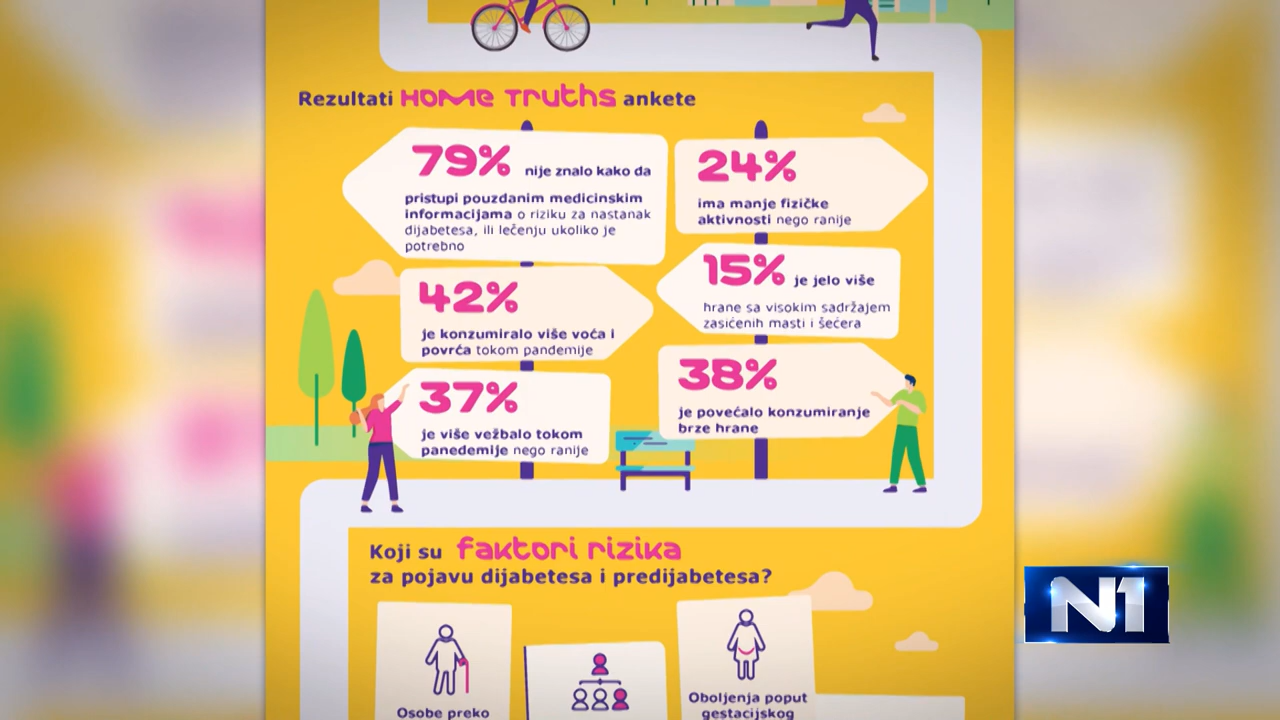 Rezultati HOME Truths ankete
79% nije znalo kako da
pristupi pouzdanim medicinskim
informacijama o riziku za nastanak
dijabetesa, ili lečenju ukoliko je
potrebno
24%
ima manje fizičke
aktivnosti nego ranije
42%
je konzumiralo više voća i
povrća tokom pandemije
15% je jelo više
hrane sa visokim sadržajem
zasićenih masti i šećera
37%
je više vežbalo tokom
panedemije nego ranije
38%
je povećalo konzumiranje
brze hrane
Koji su faktori rizika
za pojavu dijabetesa i predijabetesa?
Osobe preko
Oboljenja poput
gestacijskog
N1